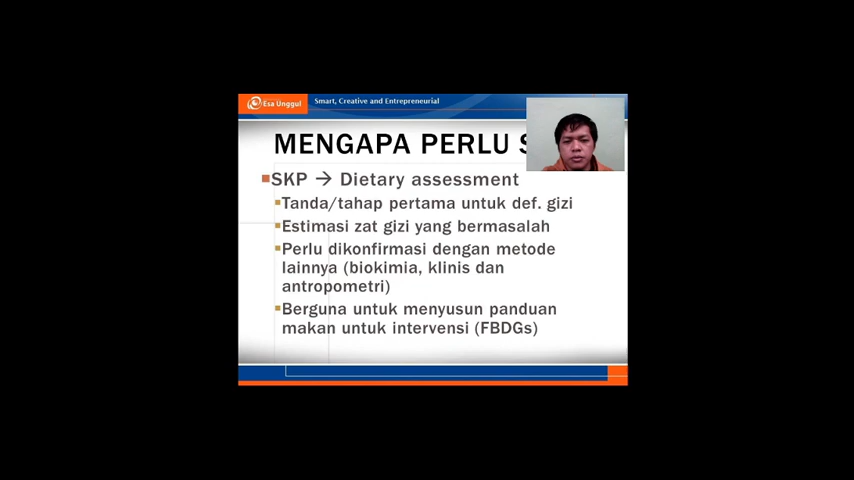 Esa Unggul
Smart, Creative and Entrepreneurial
MENGAPA PERLU
SKP → Dietary assessment
Tanda/tahap pertama untuk def. gizi
Estimasi zat gizi yang bermasalah
Perlu dikonfirmasi dengan metode
lainnya (biokimia, klinis dan
antropometri)
Berguna untuk menyusun panduan
makan untuk intervensi (FBDGs)